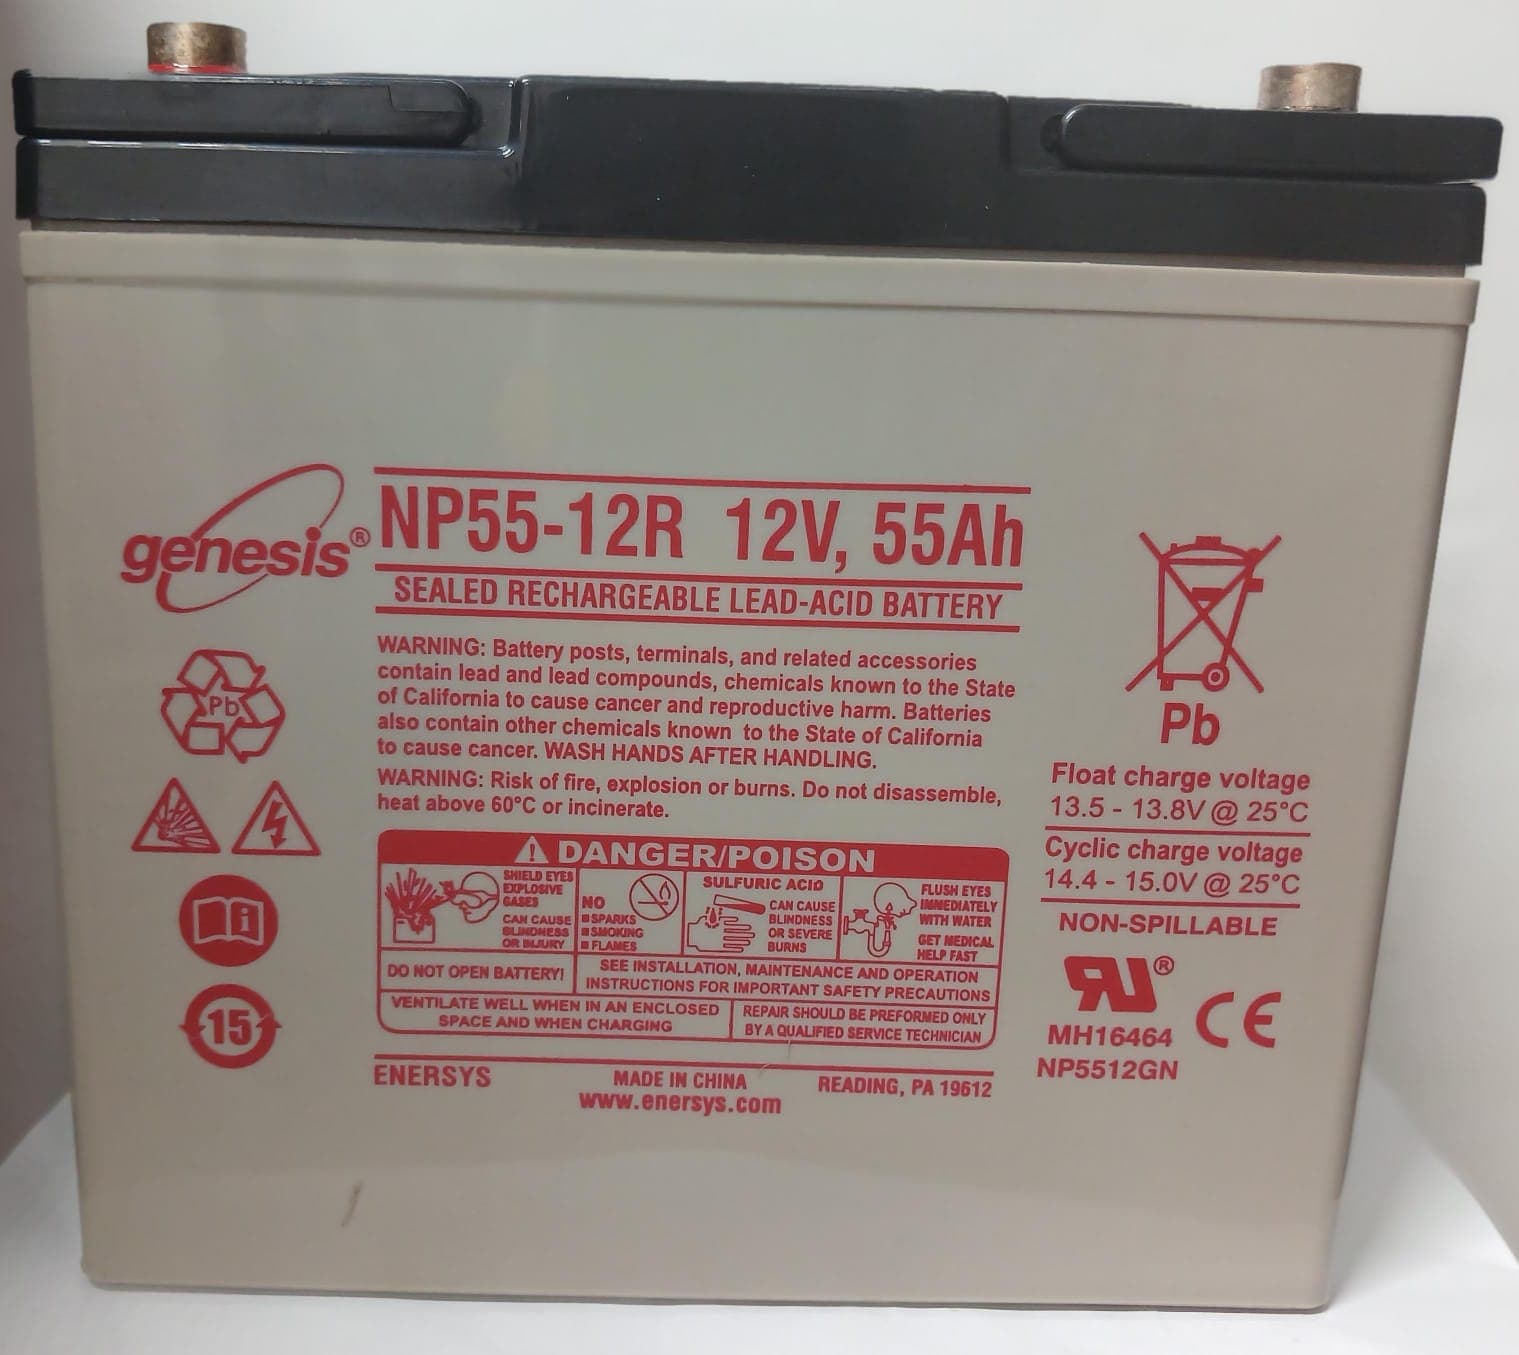 genesis®
NP55-12R 12V, 55Ah
SEALED RECHARGEABLE LEAD-ACID BATTERY
WARNING: Battery posts, terminals, and related accessories
contain lead and lead compounds, chemicals known to the State
of California to cause cancer and reproductive harm. Batteries
also contain other chemicals known to the State of California
to cause cancer. WASH HANDS AFTER HANDLING.
WARNING: Risk of fire, explosion or burns. Do not disassemble,
heat above 60°C or incinerate.
DANGER/POISON
SHIELD EYES
EXPLOSIVE
GASES
CAN CAUSE
BLINDNESS
OR INJURY
NO
■ SPARKS
■ SMOKING
■ FLAMES
SULFURIC ACID
CAN CAUSE
BLINDNESS
OR SEVERE
BURNS
FLUSH EYES
IMMEDIATELY
WITH WATER
GET MEDICAL
HELP FAST
DO NOT OPEN BATTERY!
SEE INSTALLATION, MAINTENANCE AND OPERATION
INSTRUCTIONS FOR IMPORTANT SAFETY PRECAUTIONS
VENTILATE WELL WHEN IN AN ENCLOSED
SPACE AND WHEN CHARGING
REPAIR SHOULD BE PREFORMED ONLY
BY A QUALIFIED SERVICE TECHNICIAN
ENERSYS
MADE IN CHINA
www.enersys.com
READING, PA 19612
Pb
15
Pb
Float charge voltage
13.5 - 13.8V @ 25°C
Cyclic charge voltage
14.4 - 15.0V @ 25°C
NON-SPILLABLE
RU®
CE
MH16464
NP5512GN